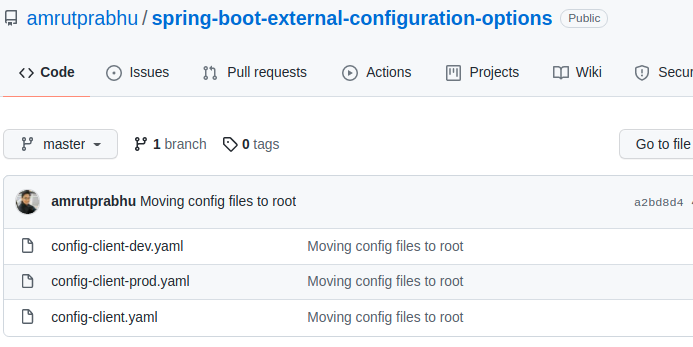 amrutprabhu / spring-boot-external-configuration-options Public
Code Issues Pull requests Actions Projects Wiki
master 1 branch 0 tags Go to file
amrutprabhu Moving config files to root a2bd8d4
config-client-dev.yaml Moving config files to root
config-client-prod.yaml Moving config files to root
config-client.yaml Moving config files to root